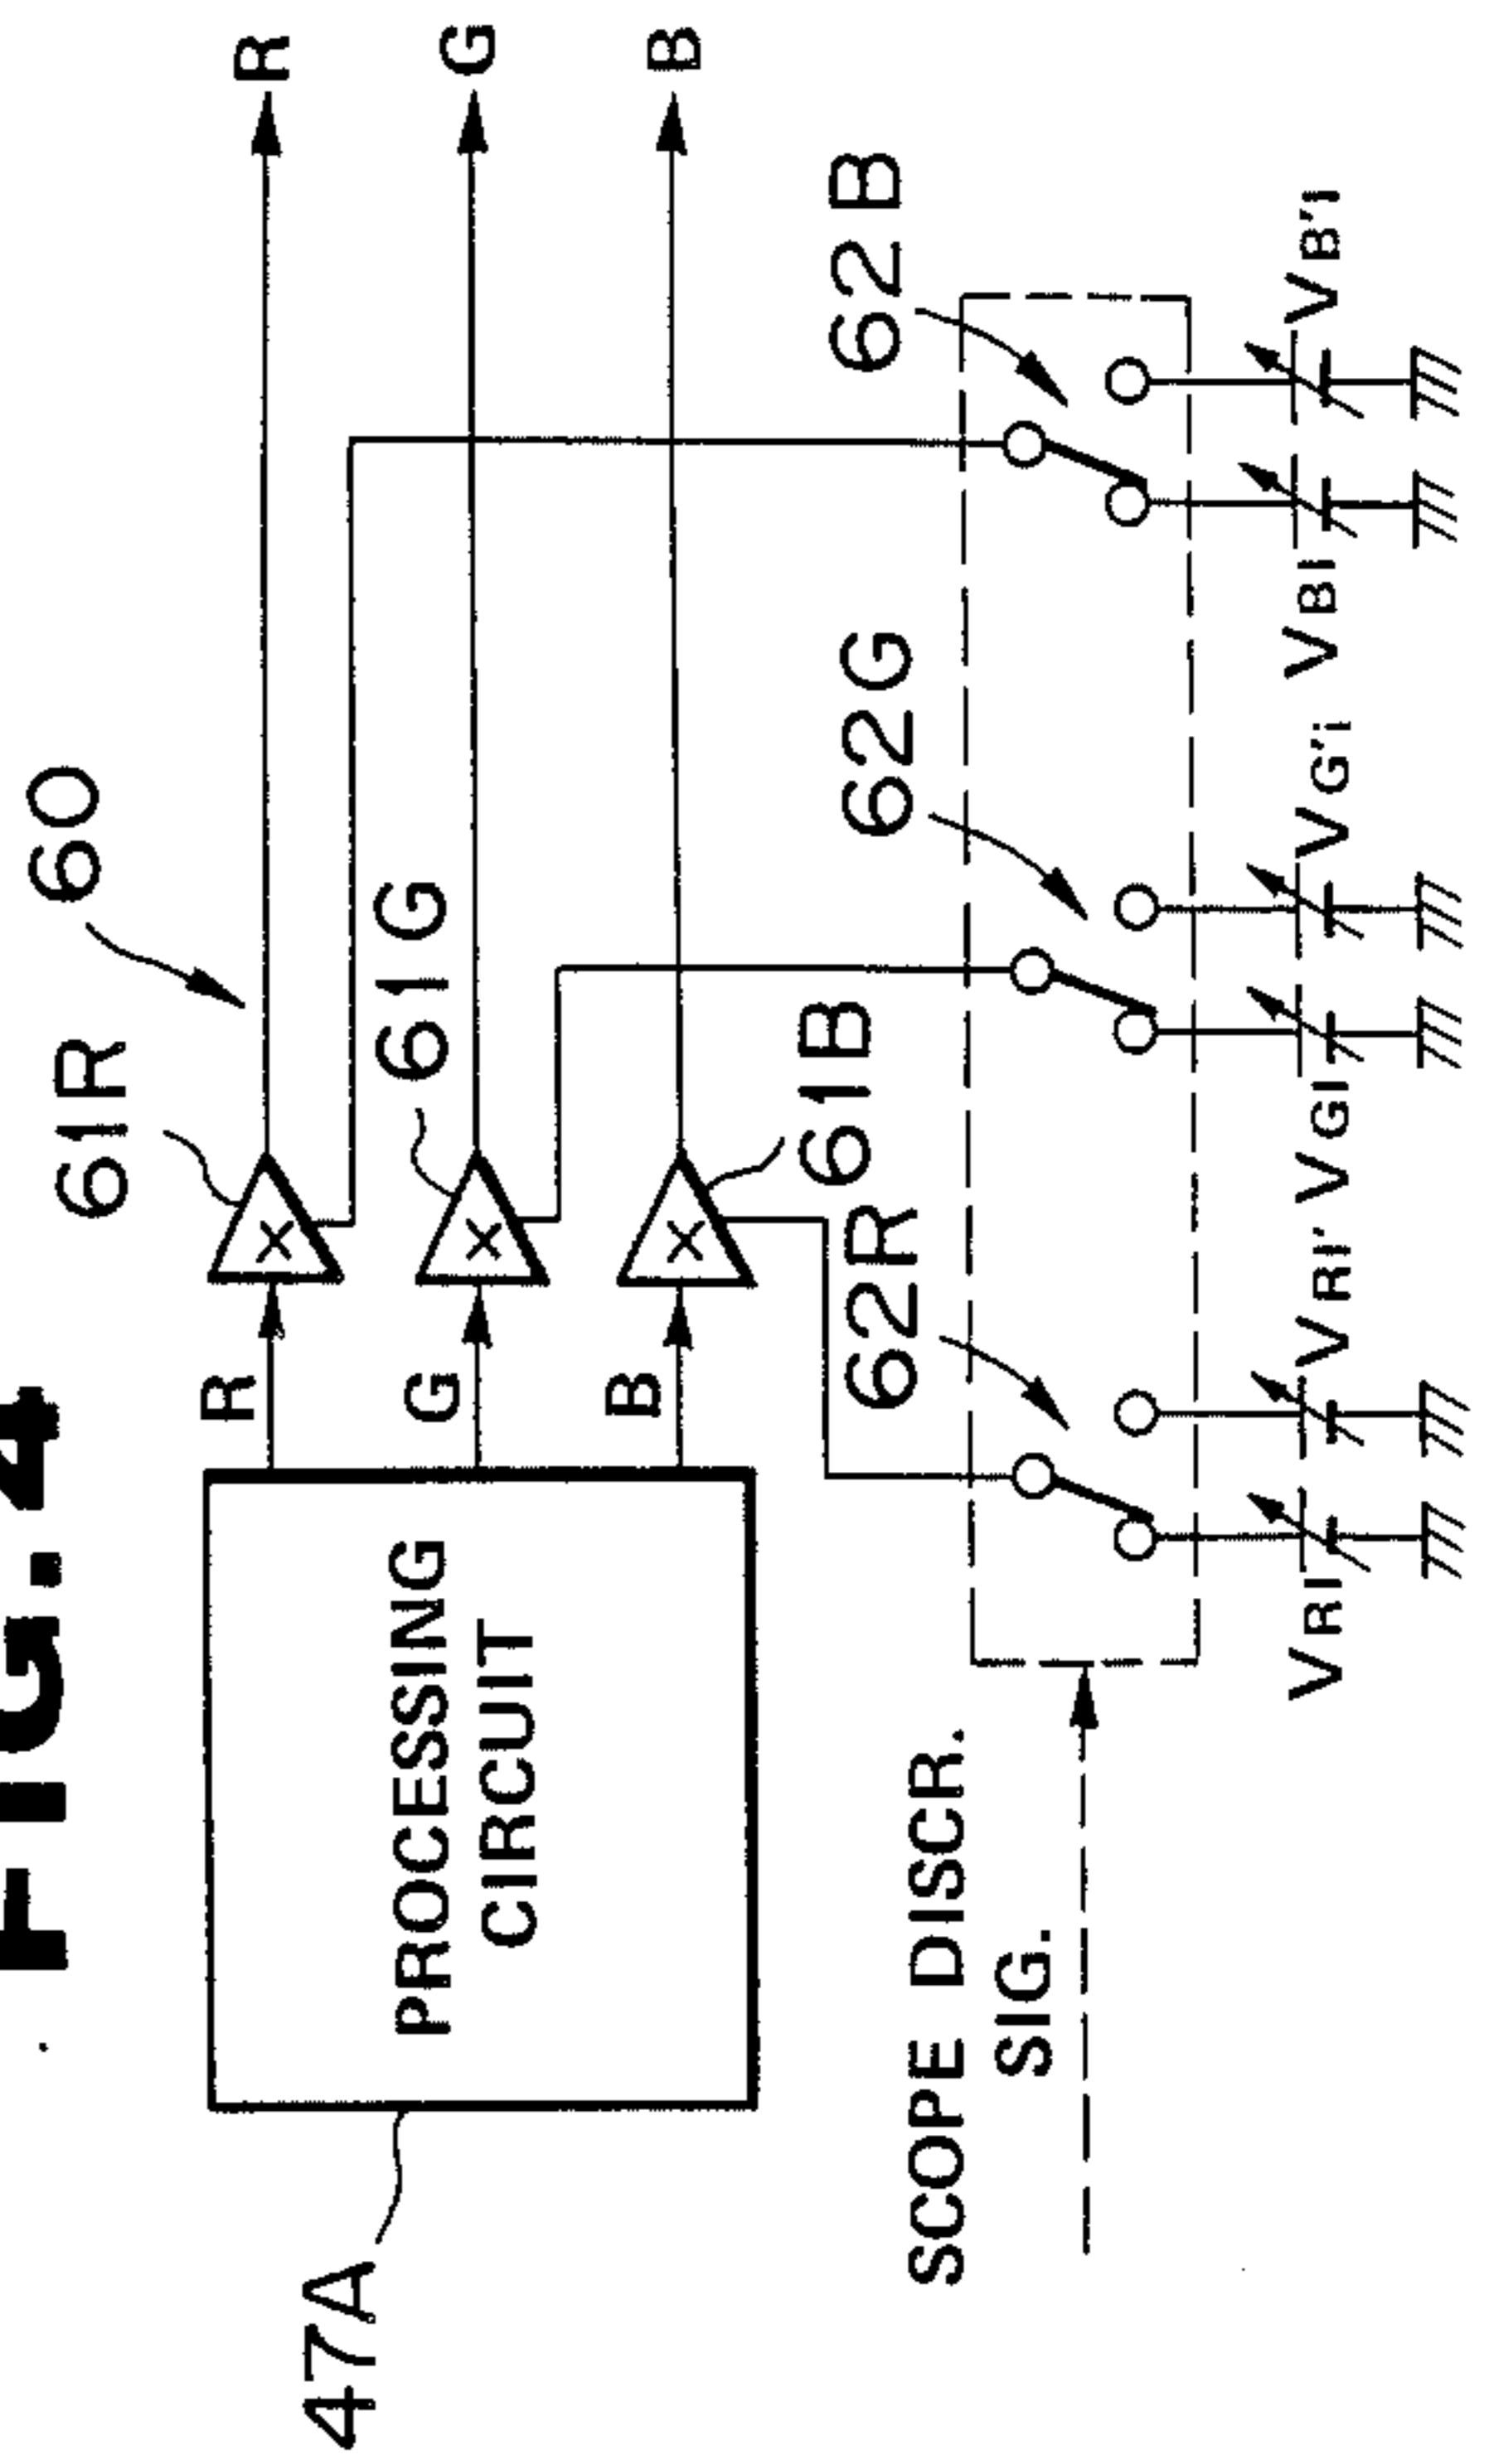 FIG.4
61R
60
R
R
61G
G
G
B
B
47A
PROCESSING
CIRCUIT
61B
62R
62G
62B
SCOPE DISCR.
SIG.
VRI
VRI'
VGI
VG'I
VBI
VB'I